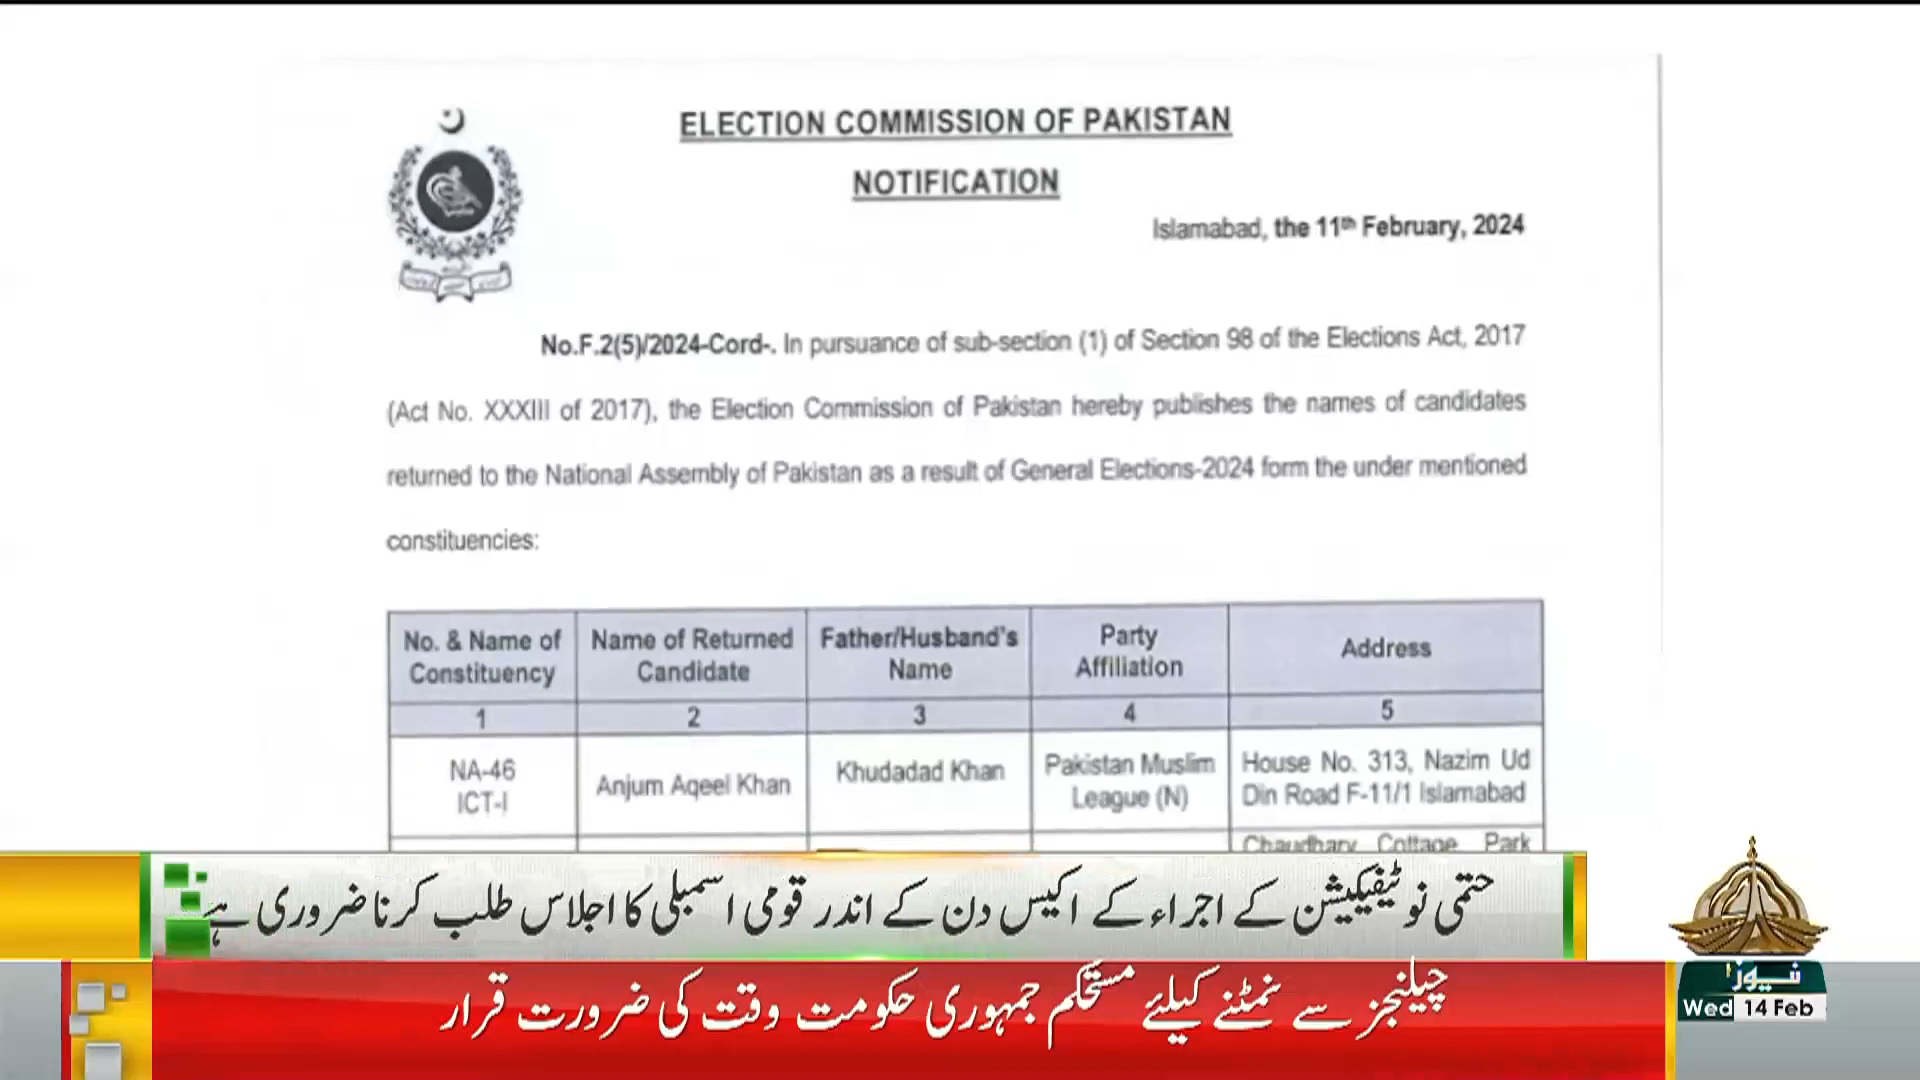 ELECTION COMMISSION OF PAKISTAN
NOTIFICATION
Islamabad, the 11th February, 2024
No.F.2(5)/2024-Cord-. In pursuance of sub-section (1) of Section 98 of the Elections Act, 2017
(Act No. XXXIII of 2017), the Election Commission of Pakistan hereby publishes the names of candidates
returned to the National Assembly of Pakistan as a result of General Elections-2024 form the under mentioned
constituencies:
No. & Name of Constituency | Name of Returned Candidate | Father/Husband's Name | Party Affiliation | Address
1 | 2 | 3 | 4 | 5
NA-46 ICT-I | Anjum Aqeel Khan | Khudadad Khan | Pakistan Muslim League (N) | House No. 313, Nazim Ud Din Road F-11/1 Islamabad
Chaudhary Cottage Park
حتمی نوٹیفیکیشن کے اجراء کے اکیس دن کے اندر قومی اسمبلی کا اجلاس طلب کرنا ضروری ہے
چیلنجز سے نمٹنے کیلئے مستحکم جمہوری حکومت وقت کی ضرورت قرار
نیوز
Wed 14 Feb